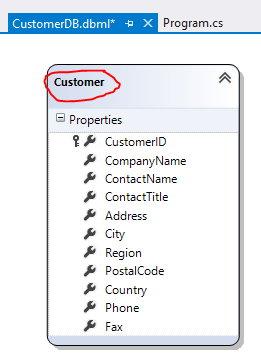 CustomerDB.dbml* Program.cs
Customer
Properties
CustomerID
CompanyName
ContactName
ContactTitle
Address
City
Region
PostalCode
Country
Phone
Fax